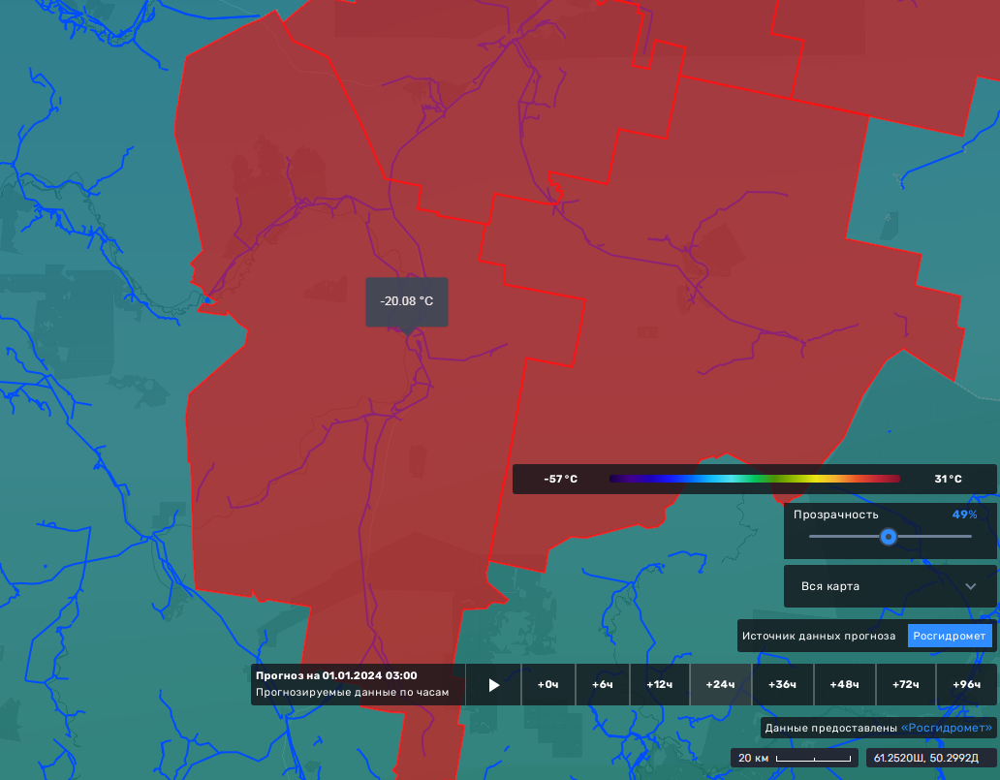 -20.08 °C
-57°C 31°C
Прозрачность 49%
Вся карта
Источник данных прогноза Росгидромет
Прогноз на 01.01.2024 03:00
Прогнозируемые данные по часам
+0ч +6ч +12ч +24ч +36ч +48ч +72ч +96ч
Данные предоставлены «Росгидромет»
20 км 61.2520Ш, 50.2992Д